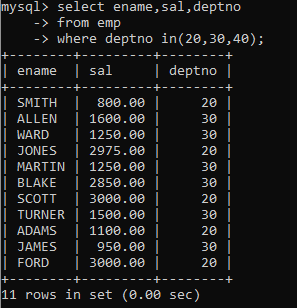 mysql> select ename,sal,deptno
    -> from emp
    -> where deptno in(20,30,40);
+--------+---------+--------+
| ename  | sal     | deptno |
+--------+---------+--------+
| SMITH  |  800.00 |     20 |
| ALLEN  | 1600.00 |     30 |
| WARD   | 1250.00 |     30 |
| JONES  | 2975.00 |     20 |
| MARTIN | 1250.00 |     30 |
| BLAKE  | 2850.00 |     30 |
| SCOTT  | 3000.00 |     20 |
| TURNER | 1500.00 |     30 |
| ADAMS  | 1100.00 |     20 |
| JAMES  |  950.00 |     30 |
| FORD   | 3000.00 |     20 |
+--------+---------+--------+
11 rows in set (0.00 sec)